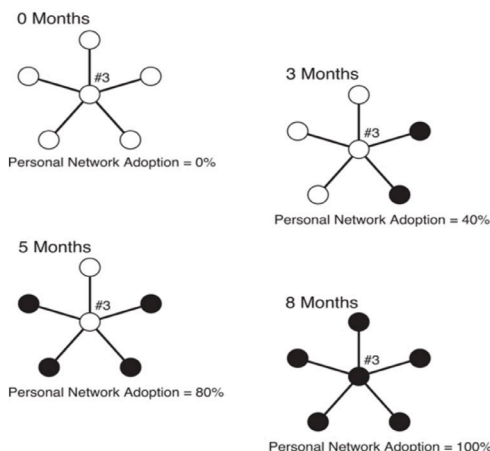 0 Months
#3
Personal Network Adoption = 0%
3 Months
#3
Personal Network Adoption = 40%
5 Months
#3
Personal Network Adoption = 80%
8 Months
#3
Personal Network Adoption = 100%